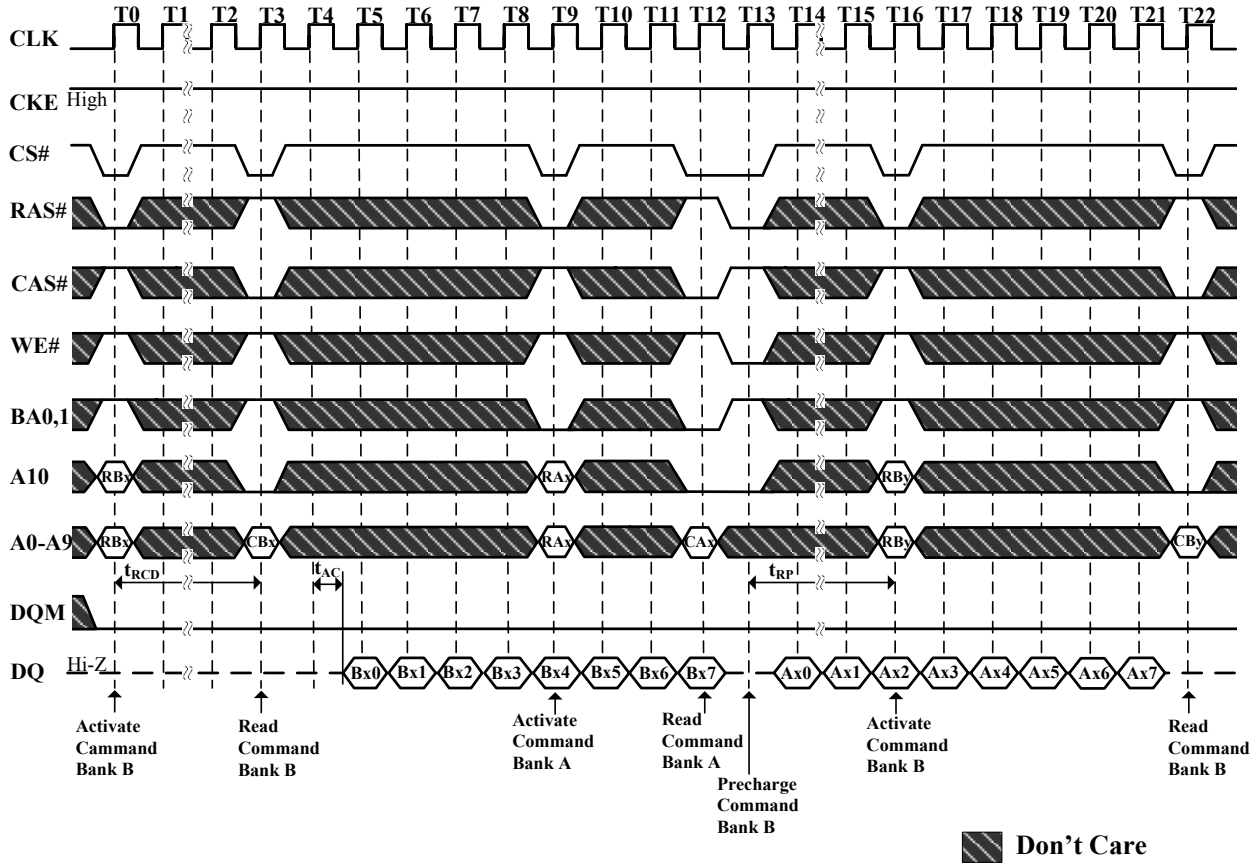 T0 T1 T2 T3 T4 T5 T6 T7 T8 T9 T10 T11 T12 T13 T14 T15 T16 T17 T18 T19 T20 T21 T22
CLK
CKE High
CS#
RAS#
CAS#
WE#
BA0,1
A10 RBx RAx RBy
A0-A9 RBx CBx RAx CAx RBy CBy
tRCD tAC tRP
DQM
DQ Hi-Z Bx0 Bx1 Bx2 Bx3 Bx4 Bx5 Bx6 Bx7 Ax0 Ax1 Ax2 Ax3 Ax4 Ax5 Ax6 Ax7
Activate
Cammand
Bank B
Read
Command
Bank B
Activate
Command
Bank A
Read
Command
Bank A
Precharge
Command
Bank B
Activate
Command
Bank B
Read
Command
Bank B
Don't Care